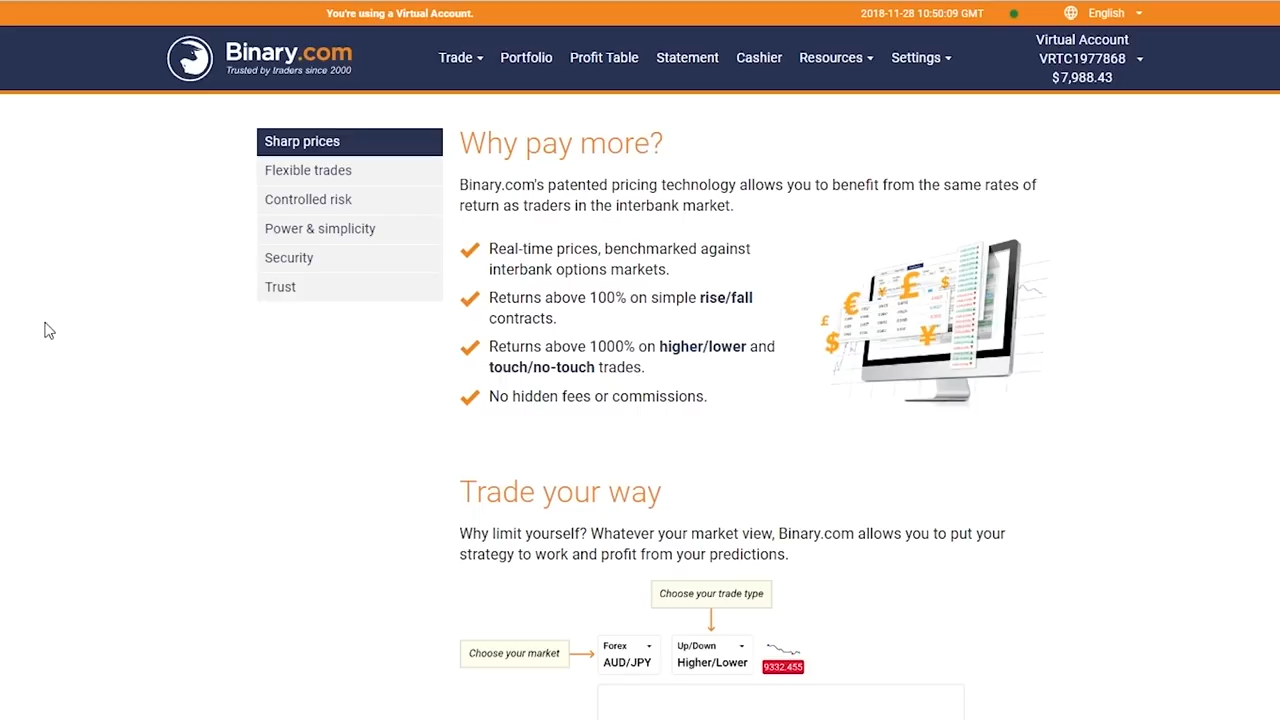 You're using a Virtual Account.
2018-11-28 10:50:09 GMT
English
Binary.com
Trusted by traders since 2000
Trade
Portfolio
Profit Table
Statement
Cashier
Resources
Settings
Virtual Account
VRTC1977868
$7,988.43
Sharp prices
Flexible trades
Controlled risk
Power & simplicity
Security
Trust
Why pay more?
Binary.com's patented pricing technology allows you to benefit from the same rates of
return as traders in the interbank market.
Real-time prices, benchmarked against
interbank options markets.
Returns above 100% on simple rise/fall
contracts.
Returns above 1000% on higher/lower and
touch/no-touch trades.
No hidden fees or commissions.
Trade your way
Why limit yourself? Whatever your market view, Binary.com allows you to put your
strategy to work and profit from your predictions.
Choose your trade type
Choose your market
Forex
AUD/JPY
Up/Down
Higher/Lower
9332.455